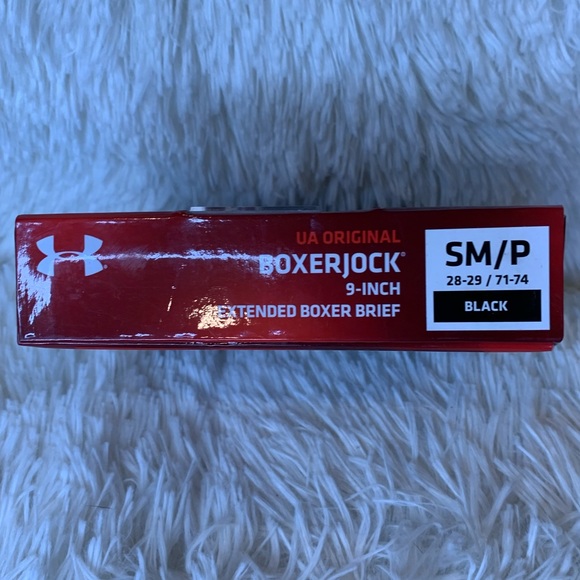 UA ORIGINAL
BOXERJOCK®
9-INCH
EXTENDED BOXER BRIEF
SM/P
28-29 / 71-74
BLACK